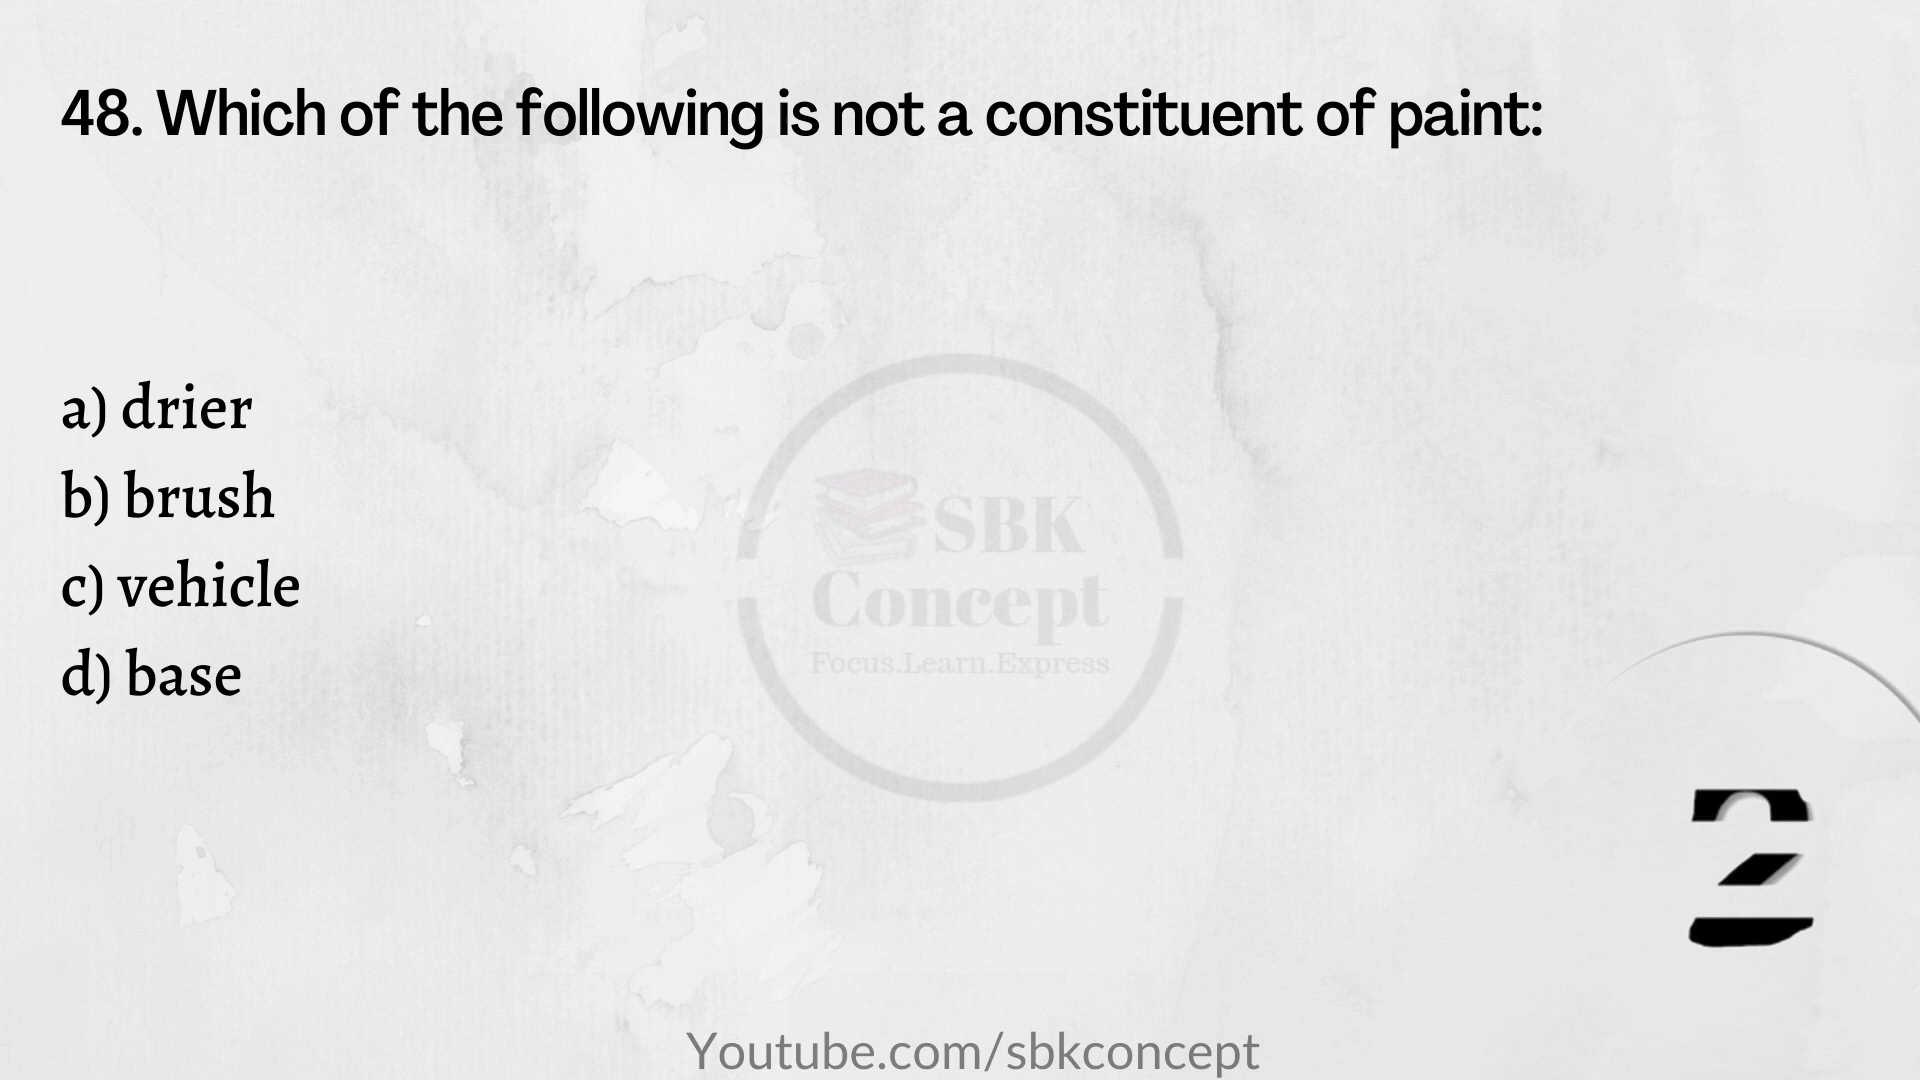 48. Which of the following is not a constituent of paint:
a) drier
b) brush
c) vehicle
d) base
SBK
Concept
Focus.Learn.Express
2
Youtube.com/sbkconcept